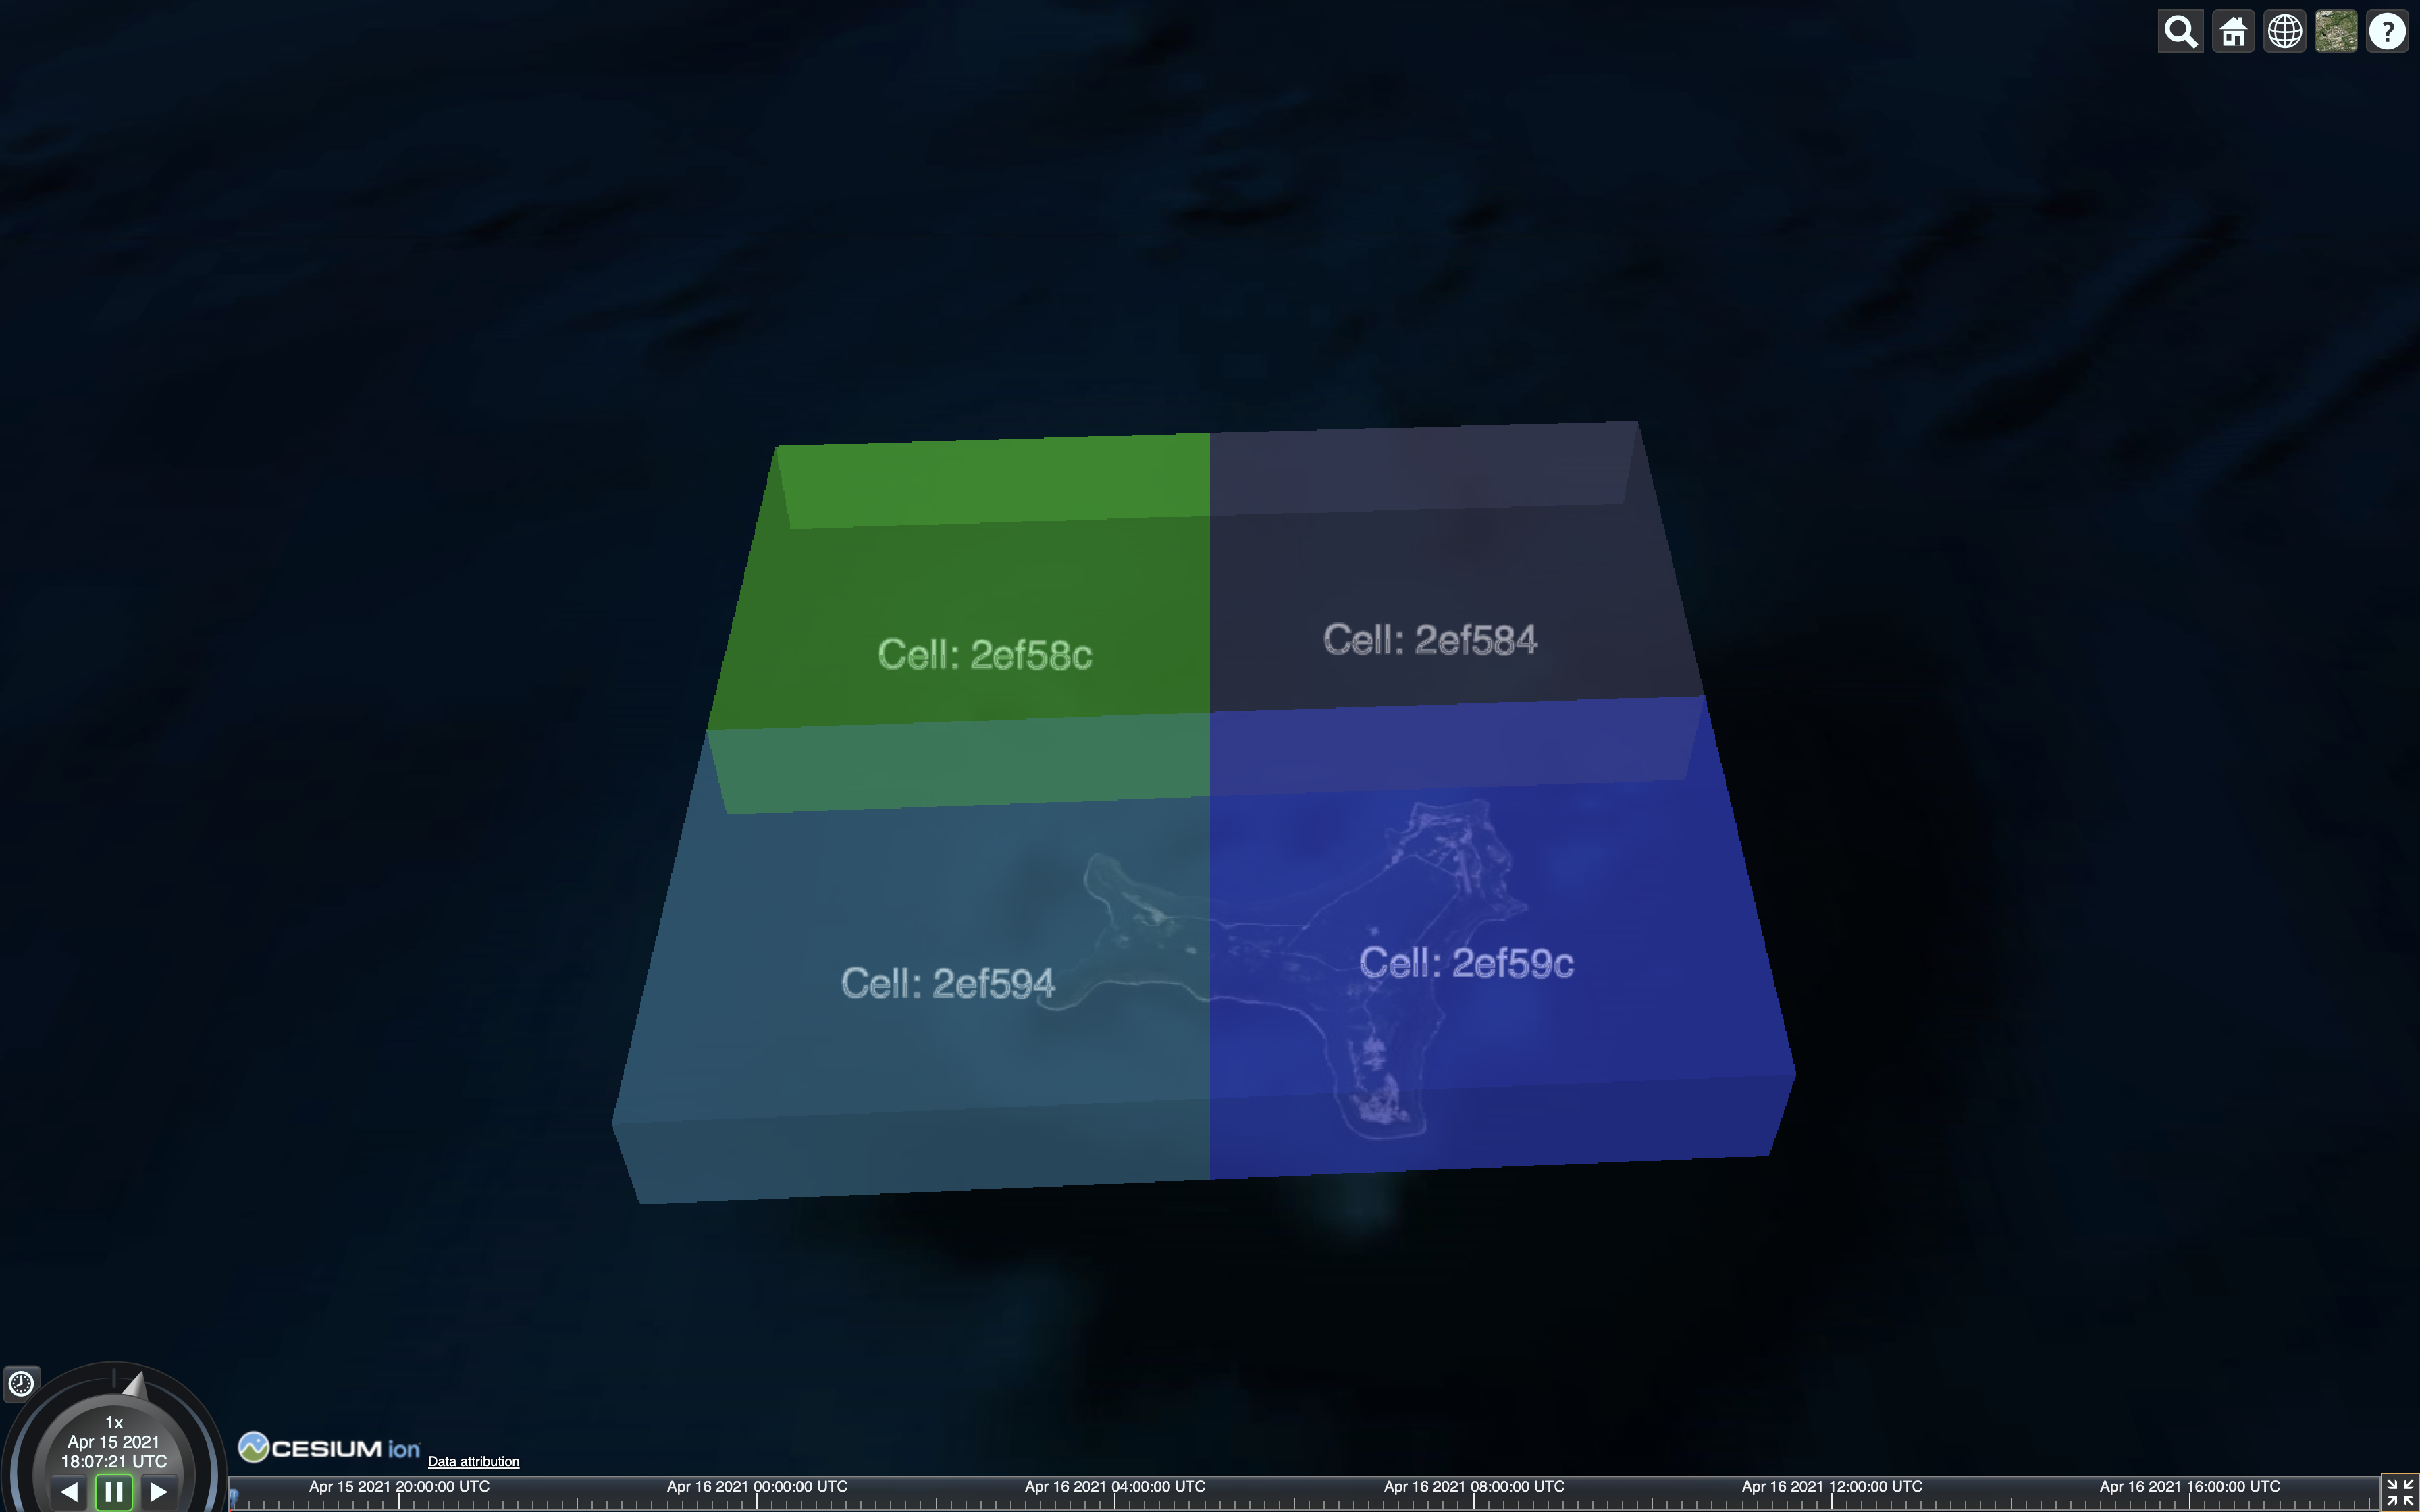 ?
Cell: 2ef58c
Cell: 2ef584
Cell: 2ef594
Cell: 2ef59c
1x
Apr 15 2021
18:07:21 UTC
CESIUM ion
Data attribution
Apr 15 2021 20:00:00 UTC
Apr 16 2021 00:00:00 UTC
Apr 16 2021 04:00:00 UTC
Apr 16 2021 08:00:00 UTC
Apr 16 2021 12:00:00 UTC
Apr 16 2021 16:00:00 UTC